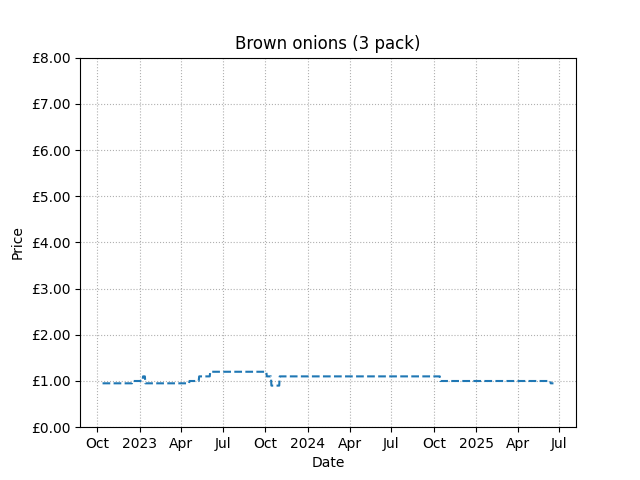 Brown onions (3 pack)
£8.00
£7.00
£6.00
£5.00
£4.00
£3.00
£2.00
£1.00
£0.00
Price
Oct 2023 Apr Jul Oct 2024 Apr Jul Oct 2025 Apr Jul
Date